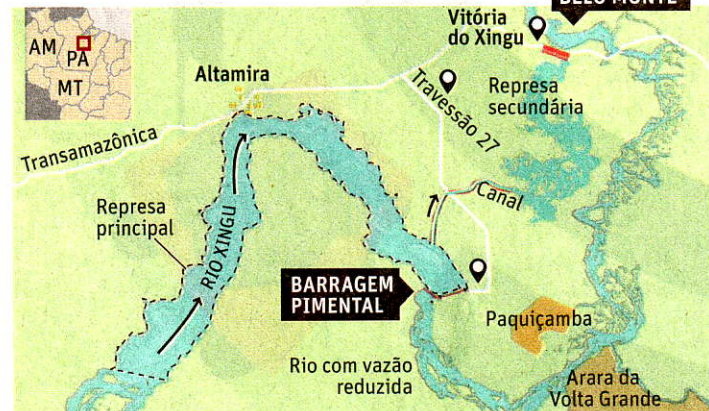 BELO MONTE
AM
PA
MT
Vitória
do Xingu
Altamira
Represa
secundária
Travessão 27
Transamazônica
Canal
Represa
principal
RIO XINGU
BARRAGEM
PIMENTAL
Paquiçamba
Rio com vazão
reduzida
Arara da
Volta Grande